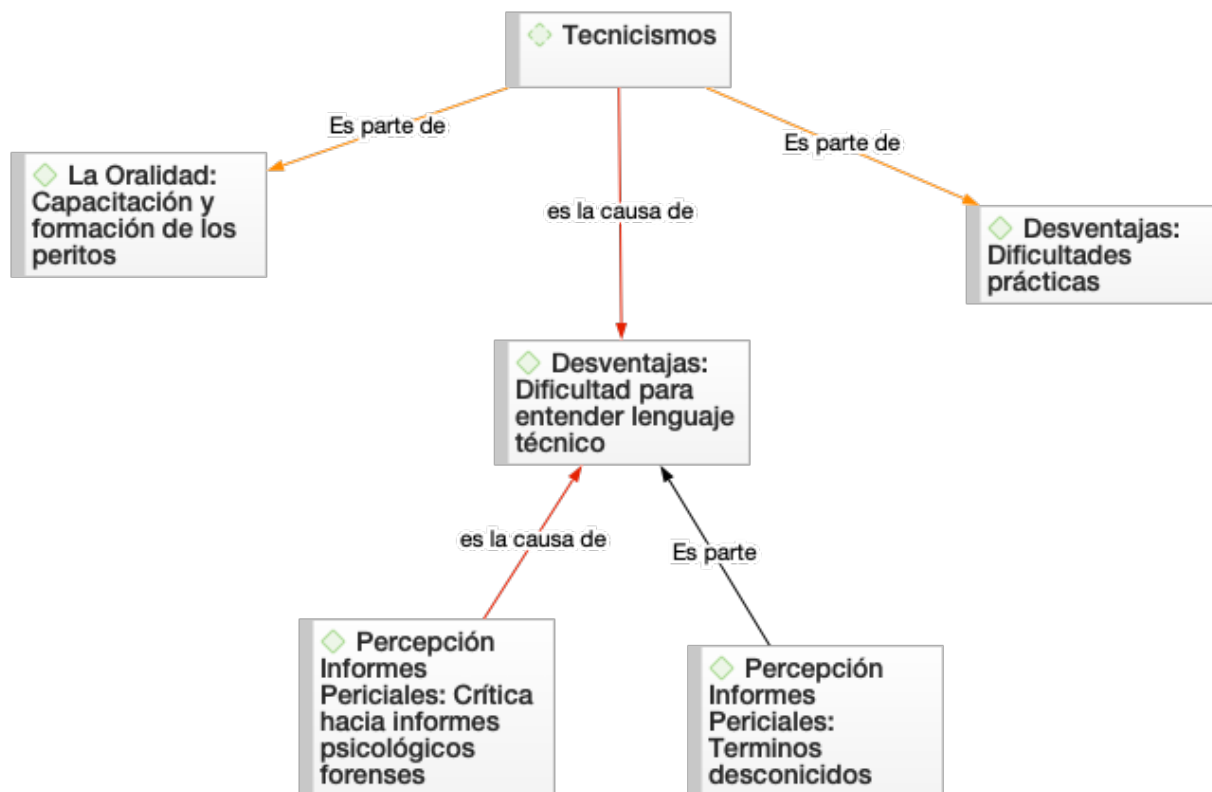 Tecnicismos
Es parte de
Es parte de
La Oralidad:
Capacitación y
formación de los
peritos
es la causa de
Desventajas:
Dificultades
prácticas
Desventajas:
Dificultad para
entender lenguaje
técnico
es la causa de
Es parte
Percepción
Informes
Periciales: Crítica
hacia informes
psicológicos
forenses
Percepción
Informes
Periciales:
Terminos
desconicidos